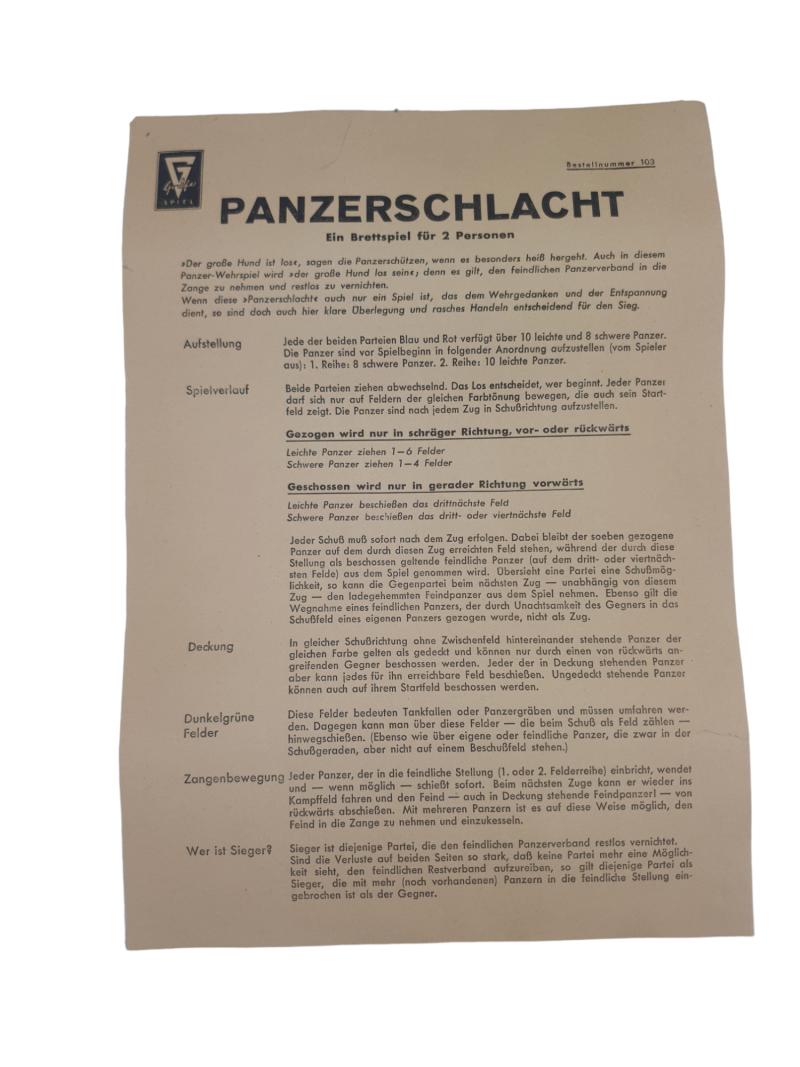 G
Gräfe
SPIEL
Bestellnummer 103
PANZERSCHLACHT
Ein Brettspiel für 2 Personen
»Der große Hund ist los«, sagen die Panzerschützen, wenn es besonders heiß hergeht. Auch in diesem
Panzer-Wehrspiel wird »der große Hund los sein«; denn es gilt, den feindlichen Panzerverband in die
Zange zu nehmen und restlos zu vernichten.
Wenn diese »Panzerschlacht« auch nur ein Spiel ist, das dem Wehrgedanken und der Entspannung
dient, so sind doch auch hier klare Überlegung und rasches Handeln entscheidend für den Sieg.
Aufstellung
Jede der beiden Parteien Blau und Rot verfügt über 10 leichte und 8 schwere Panzer.
Die Panzer sind vor Spielbeginn in folgender Anordnung aufzustellen (vom Spieler
aus): 1. Reihe: 8 schwere Panzer. 2. Reihe: 10 leichte Panzer.
Spielverlauf
Beide Parteien ziehen abwechselnd. Das Los entscheidet, wer beginnt. Jeder Panzer
darf sich nur auf Feldern der gleichen Farbtönung bewegen, die auch sein Start-
feld zeigt. Die Panzer sind nach jedem Zug in Schußrichtung aufzustellen.
Gezogen wird nur in schräger Richtung, vor- oder rückwärts
Leichte Panzer ziehen 1—6 Felder
Schwere Panzer ziehen 1—4 Felder
Geschossen wird nur in gerader Richtung vorwärts
Leichte Panzer beschießen das drittnächste Feld
Schwere Panzer beschießen das dritt- oder viertnächste Feld
Jeder Schuß muß sofort nach dem Zug erfolgen. Dabei bleibt der soeben gezogene
Panzer auf dem durch diesen Zug erreichten Feld stehen, während der durch diese
Stellung als beschossen geltende feindliche Panzer (auf dem dritt- oder viertnäch-
sten Felde) aus dem Spiel genommen wird. Übersieht eine Partei eine Schußmög-
lichkeit, so kann die Gegenpartei beim nächsten Zug — unabhängig von diesem
Zug — den ladegehemmten Feindpanzer aus dem Spiel nehmen. Ebenso gilt die
Wegnahme eines feindlichen Panzers, der durch Unachtsamkeit des Gegners in das
Schußfeld eines eigenen Panzers gezogen wurde, nicht als Zug.
Deckung
In gleicher Schußrichtung ohne Zwischenfeld hintereinander stehende Panzer der
gleichen Farbe gelten als gedeckt und können nur durch einen von rückwärts an-
greifenden Gegner beschossen werden. Jeder der in Deckung stehenden Panzer
aber kann jedes für ihn erreichbare Feld beschießen. Ungedeckt stehende Panzer
können auch auf ihrem Startfeld beschossen werden.
Dunkelgrüne
Felder
Diese Felder bedeuten Tankfallen oder Panzergräben und müssen umfahren wer-
den. Dagegen kann man über diese Felder — die beim Schuß als Feld zählen —
hinwegschießen. (Ebenso wie über eigene oder feindliche Panzer, die zwar in der
Schußgeraden, aber nicht auf einem Beschußfeld stehen.)
Zangenbewegung
Jeder Panzer, der in die feindliche Stellung (1. oder 2. Felderreihe) einbricht, wendet
und — wenn möglich — schießt sofort. Beim nächsten Zuge kann er wieder ins
Kampffeld fahren und den Feind — auch in Deckung stehende Feindpanzer! — von
rückwärts abschießen. Mit mehreren Panzern ist es auf diese Weise möglich, den
Feind in die Zange zu nehmen und einzukesseln.
Wer ist Sieger?
Sieger ist diejenige Partei, die den feindlichen Panzerverband restlos vernichtet.
Sind die Verluste auf beiden Seiten so stark, daß keine Partei mehr eine Möglich-
keit sieht, den feindlichen Restverband aufzureiben, so gilt diejenige Partei als
Sieger, die mit mehr (noch vorhandenen) Panzern in die feindliche Stellung ein-
gebrochen ist als der Gegner.